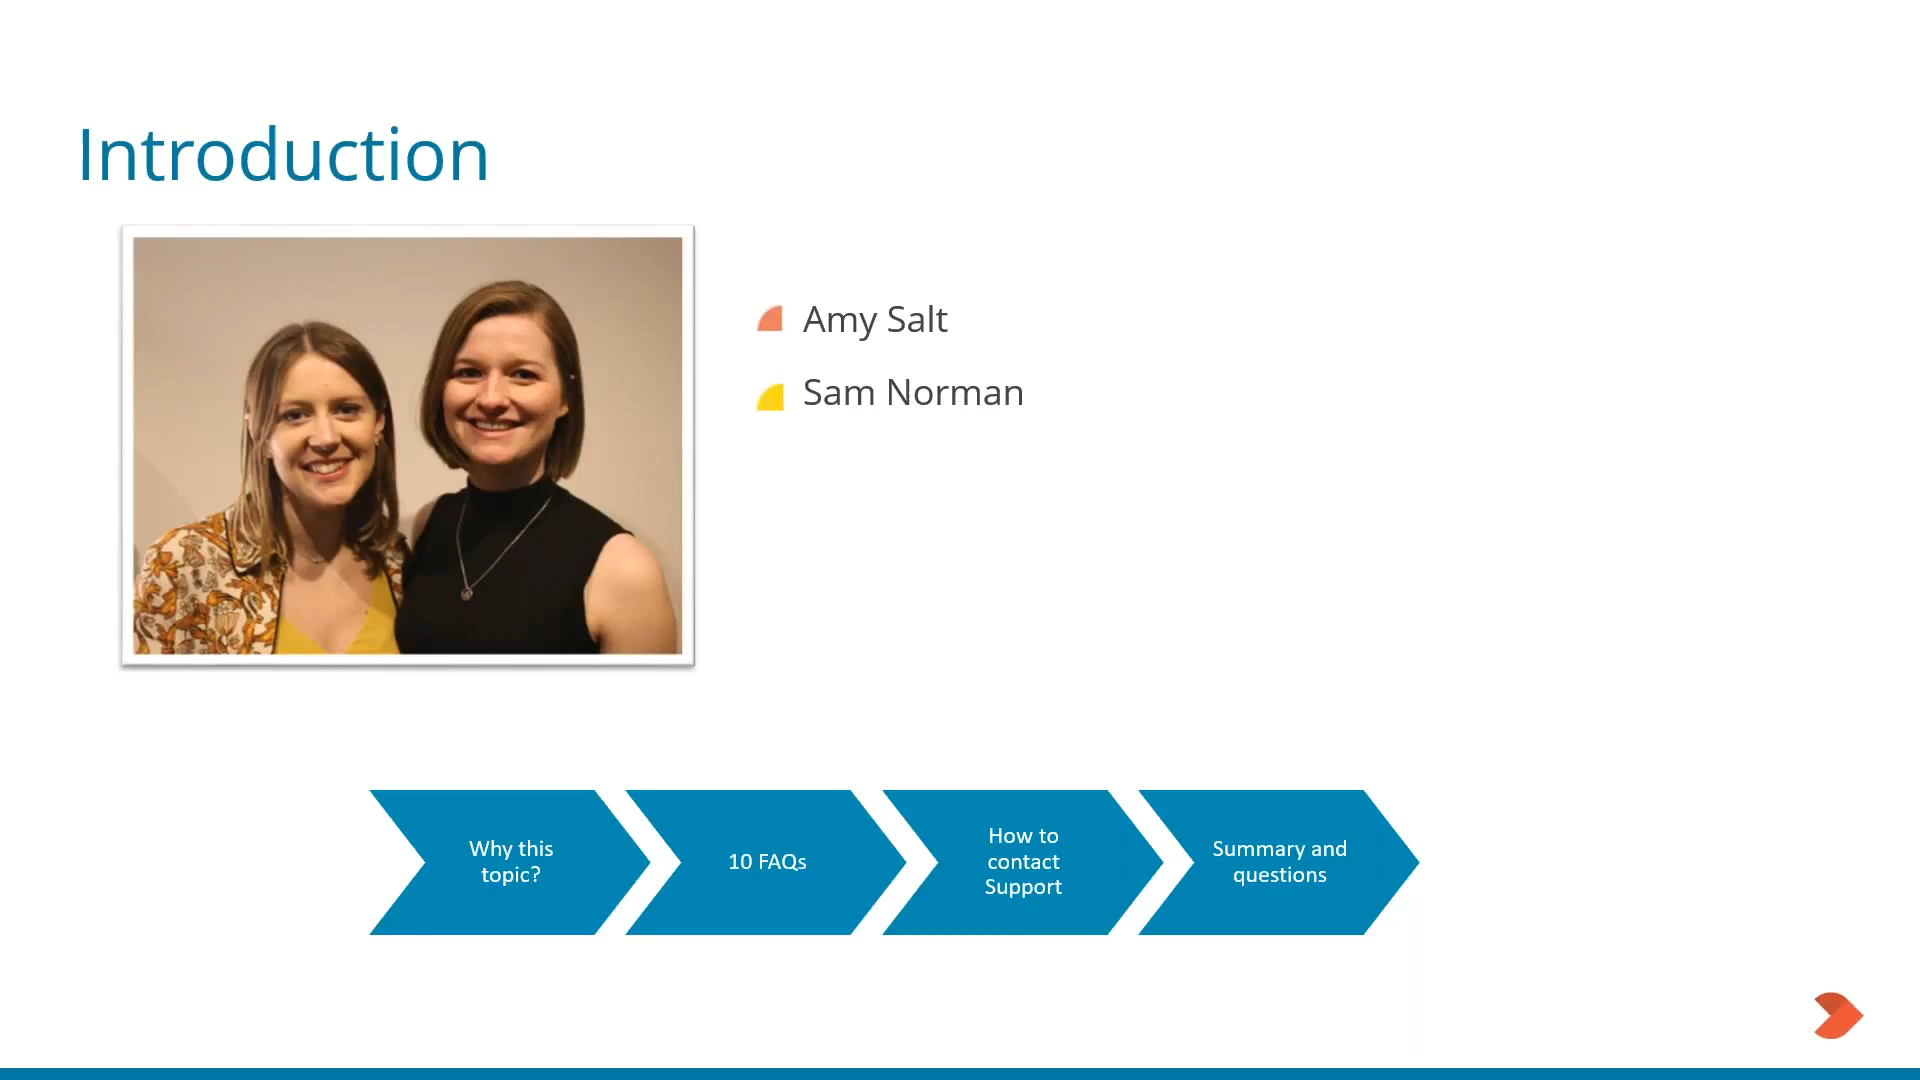 Introduction
Amy Salt
Sam Norman
Why this
topic?
10 FAQs
How to
contact
Support
Summary and
questions